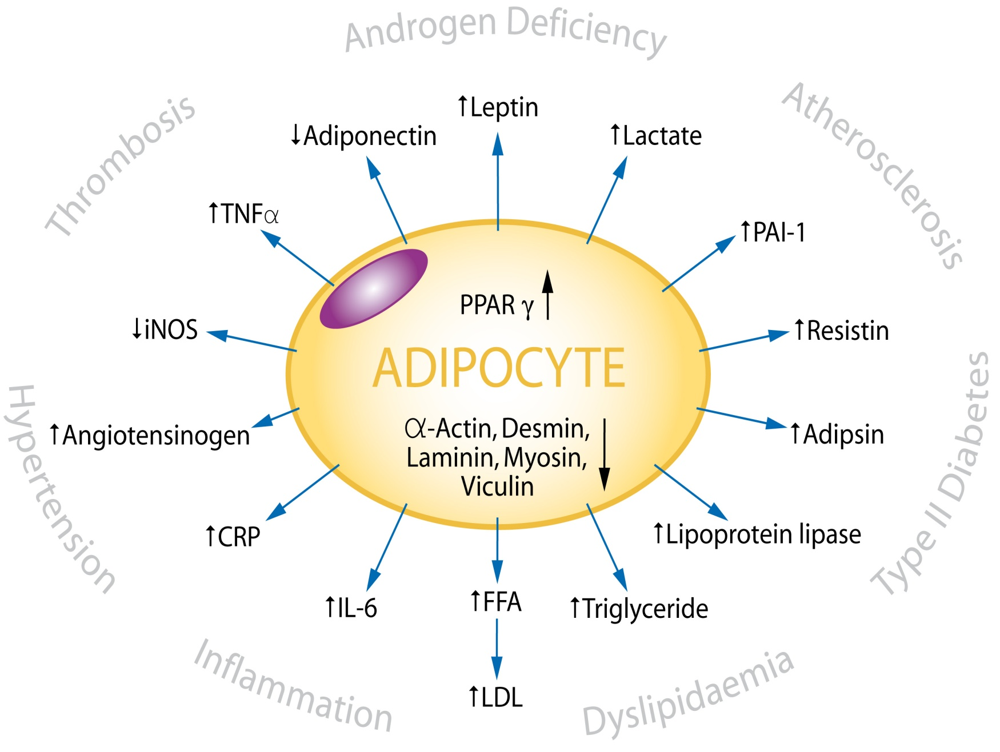 Androgen Deficiency
Thrombosis
Atherosclerosis
↑Leptin
↓Adiponectin
↑Lactate
↑TNFα
↑PAI-1
PPAR γ ↑
↓iNOS
↑Resistin
ADIPOCYTE
Hypertension
Type II Diabetes
↑Angiotensinogen
↑Adipsin
α-Actin, Desmin,
Laminin, Myosin,
Viculin ↓
↑CRP
↑Lipoprotein lipase
↑IL-6
↑FFA
↑Triglyceride
↑LDL
Inflammation
Dyslipidaemia